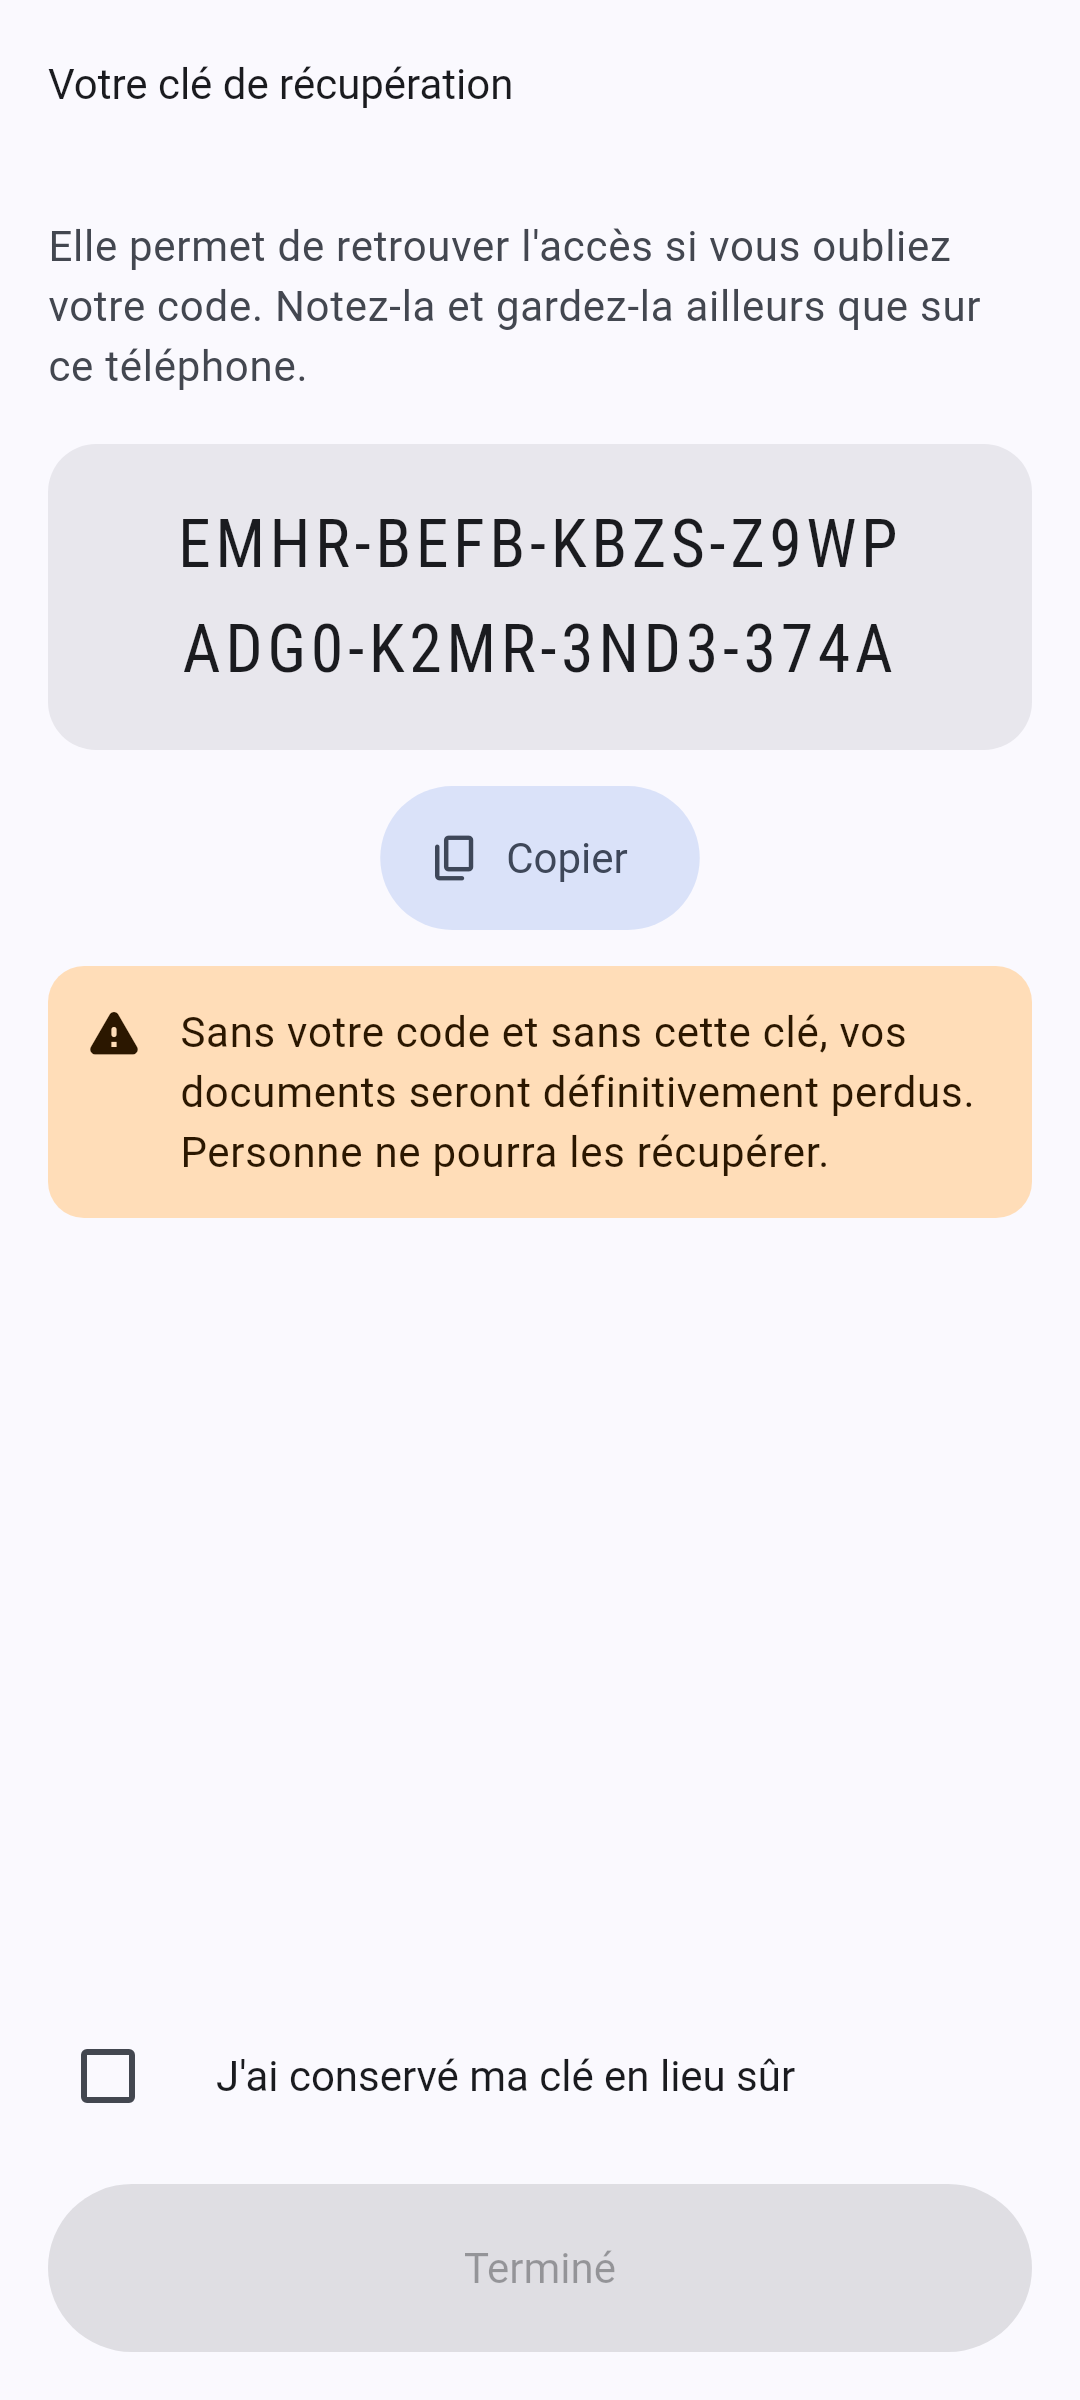 Votre clé de récupération
Elle permet de retrouver l'accès si vous oubliez
votre code. Notez-la et gardez-la ailleurs que sur
ce téléphone.
EMHR-BEFB-KBZS-Z9WP
ADG0-K2MR-3ND3-374A
Copier
Sans votre code et sans cette clé, vos
documents seront définitivement perdus.
Personne ne pourra les récupérer.
J'ai conservé ma clé en lieu sûr
Terminé